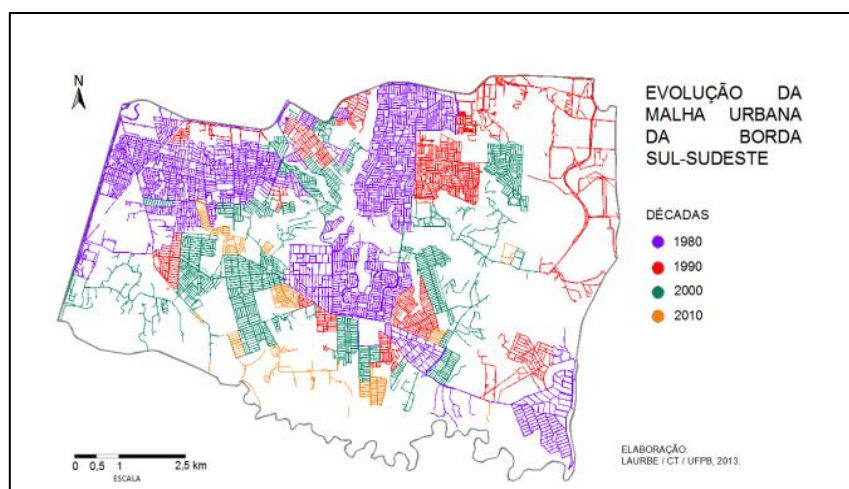 N
EVOLUÇÃO DA
MALHA URBANA
DA BORDA
SUL-SUDESTE
DÉCADAS
1980
1990
2000
2010
0 0,5 1 2,5 km
ESCALA
ELABORAÇÃO:
LAURBE / CT / UFPB, 2013.